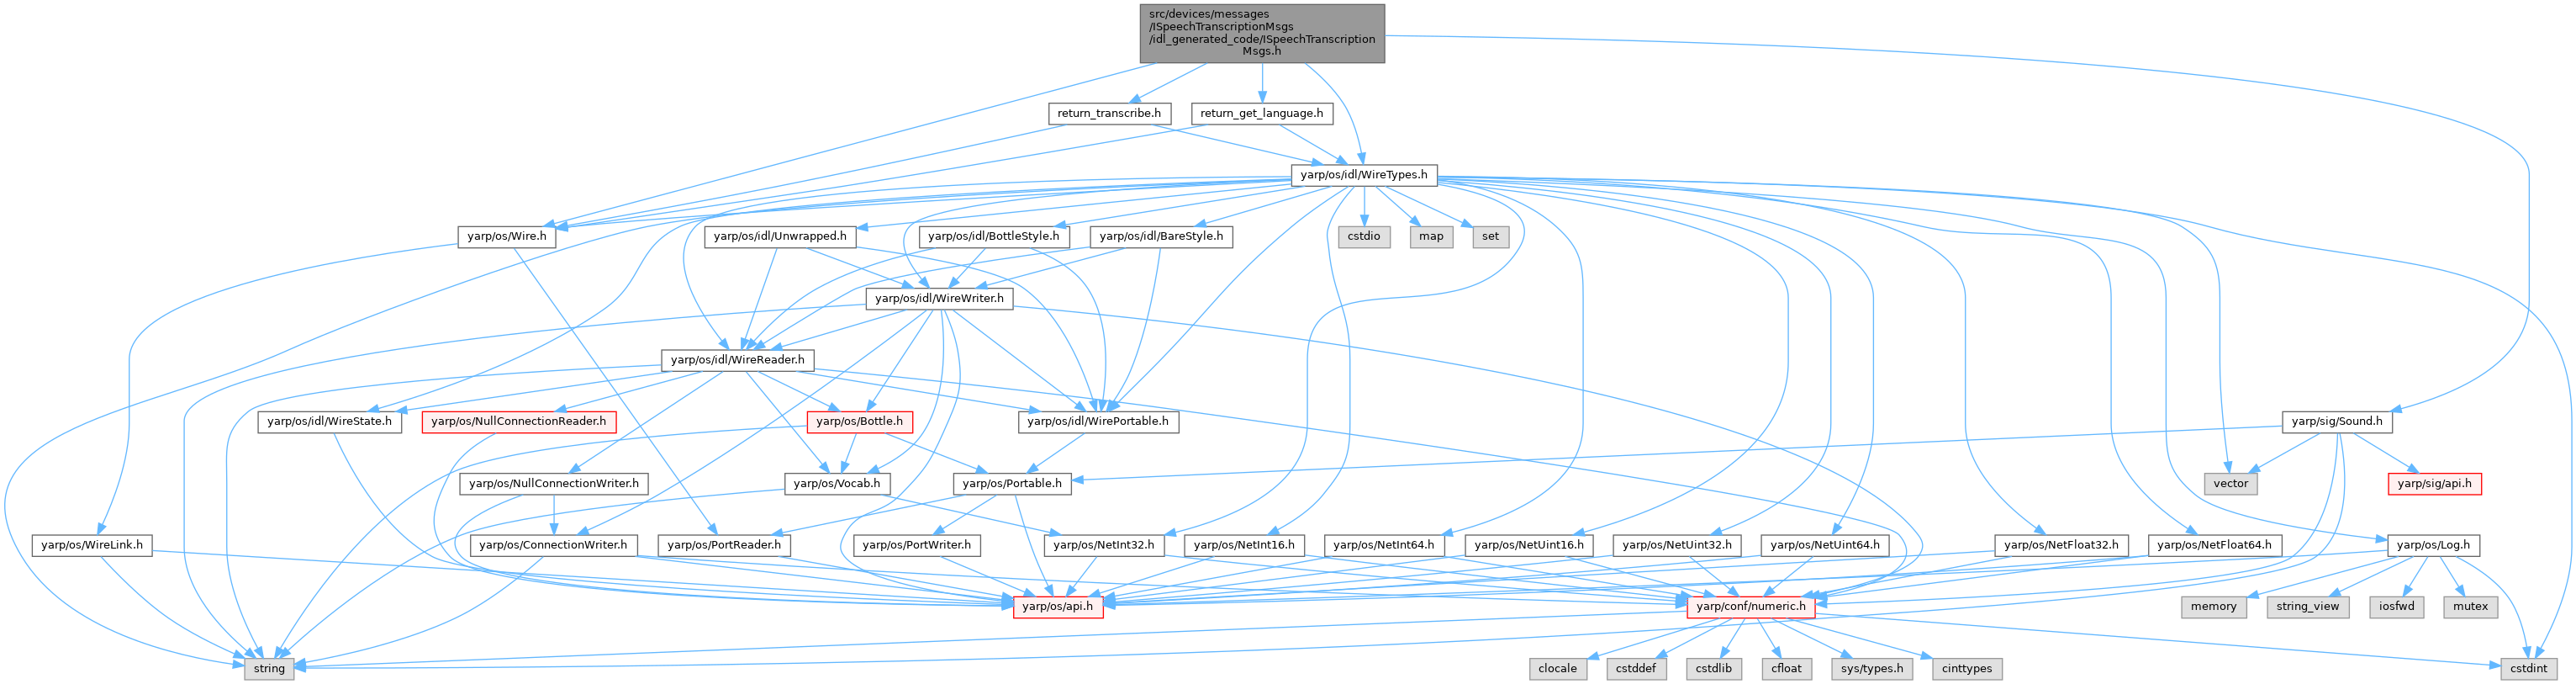 src/devices/messages
/ISpeechTranscriptionMsgs
/idl_generated_code/ISpeechTranscription
Msgs.h
return_transcribe.h
return_get_language.h
yarp/os/idl/WireTypes.h
yarp/os/Wire.h
yarp/os/idl/Unwrapped.h
yarp/os/idl/BottleStyle.h
yarp/os/idl/BareStyle.h
cstdio
map
set
yarp/os/idl/WireWriter.h
yarp/os/idl/WireReader.h
yarp/os/idl/WireState.h
yarp/os/NullConnectionReader.h
yarp/os/Bottle.h
yarp/os/idl/WirePortable.h
yarp/sig/Sound.h
yarp/os/NullConnectionWriter.h
yarp/os/Vocab.h
yarp/os/Portable.h
vector
yarp/sig/api.h
yarp/os/WireLink.h
yarp/os/ConnectionWriter.h
yarp/os/PortReader.h
yarp/os/PortWriter.h
yarp/os/NetInt32.h
yarp/os/NetInt16.h
yarp/os/NetInt64.h
yarp/os/NetUint16.h
yarp/os/NetUint32.h
yarp/os/NetUint64.h
yarp/os/NetFloat32.h
yarp/os/NetFloat64.h
yarp/os/Log.h
yarp/os/api.h
yarp/conf/numeric.h
memory
string_view
iosfwd
mutex
string
clocale
cstddef
cstdlib
cfloat
sys/types.h
cinttypes
cstdint